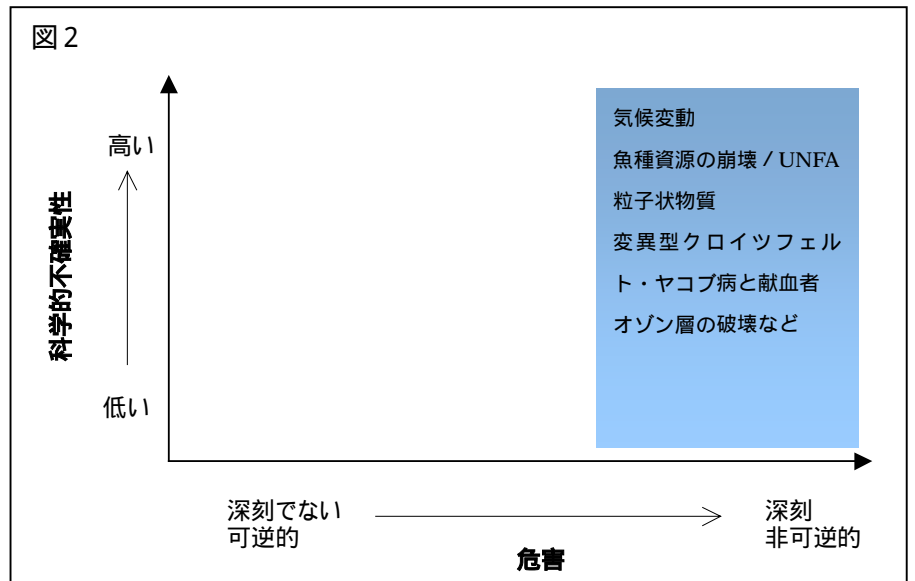 図2
高い
科学的不確実性
低い
気候変動
魚種資源の崩壊 / UNFA
粒子状物質
変異型クロイツフェル
ト・ヤコブ病と献血者
オゾン層の破壊など
深刻でない
可逆的
深刻
非可逆的
危害